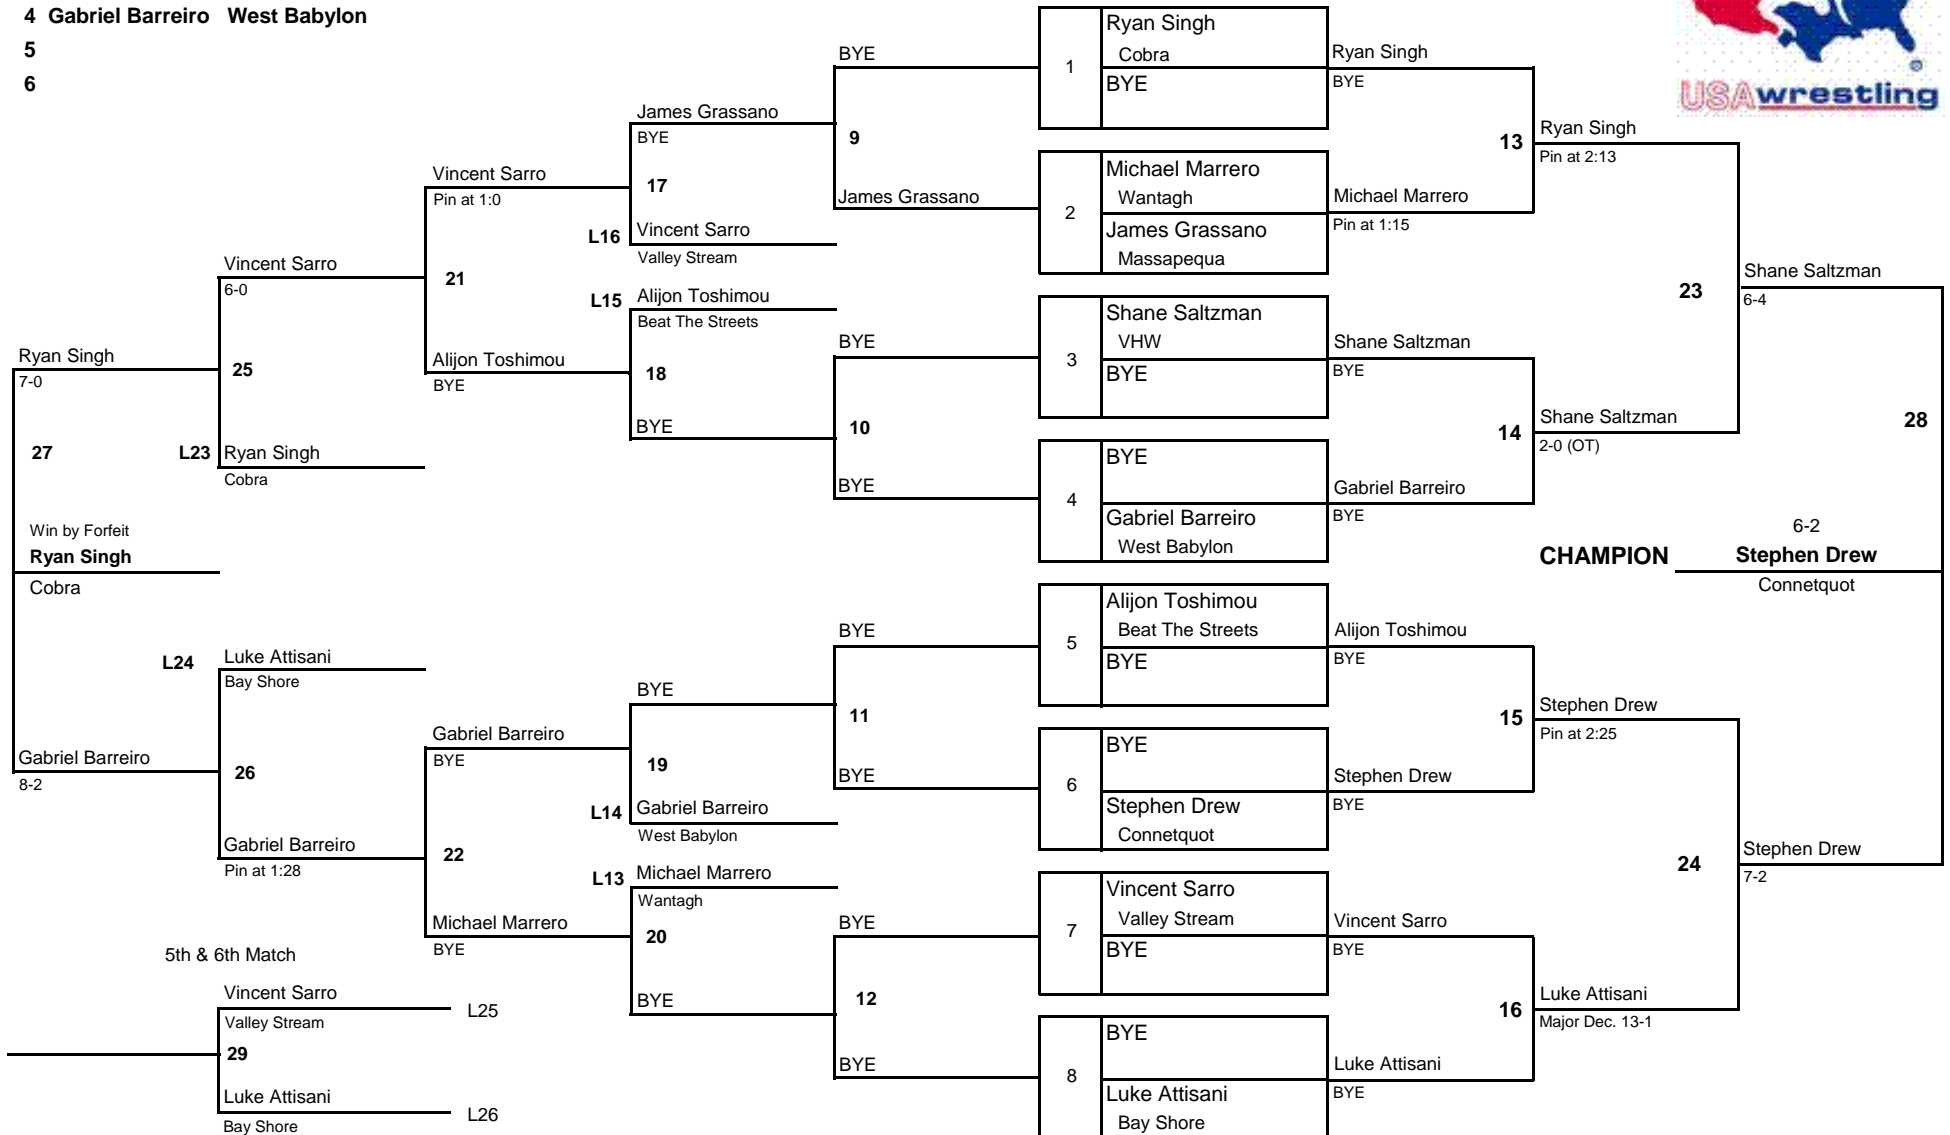 4 Gabriel Barreiro West Babylon
5
6
USAwrestling
®
BYE
James Grassano
BYE
9
James Grassano
Vincent Sarro
Pin at 1:0
17
L16 Vincent Sarro
Valley Stream
Vincent Sarro
6-0
21
L15 Alijon Toshimou
Beat The Streets
Alijon Toshimou
BYE
18
BYE
BYE
10
BYE
Ryan Singh
7-0
25
27
L23 Ryan Singh
Cobra
Win by Forfeit
Ryan Singh
Cobra
L24 Luke Attisani
Bay Shore
Gabriel Barreiro
8-2
26
Gabriel Barreiro
Pin at 1:28
Gabriel Barreiro
BYE
22
Michael Marrero
BYE
BYE
19
L14 Gabriel Barreiro
West Babylon
L13 Michael Marrero
Wantagh
20
BYE
BYE
11
BYE
BYE
12
BYE
5th & 6th Match
Vincent Sarro
L25
Valley Stream
29
Luke Attisani
L26
Bay Shore
1
Ryan Singh
Cobra
BYE
2
Michael Marrero
Wantagh
James Grassano
Massapequa
3
Shane Saltzman
VHW
BYE
4
BYE
Gabriel Barreiro
West Babylon
5
Alijon Toshimou
Beat The Streets
BYE
6
BYE
Stephen Drew
Connetquot
7
Vincent Sarro
Valley Stream
BYE
8
BYE
Luke Attisani
Bay Shore
Ryan Singh
BYE
13
Michael Marrero
Pin at 1:15
Shane Saltzman
BYE
14
Gabriel Barreiro
BYE
Alijon Toshimou
BYE
15
Stephen Drew
BYE
Vincent Sarro
BYE
16
Luke Attisani
BYE
Ryan Singh
Pin at 2:13
23
Shane Saltzman
2-0 (OT)
Stephen Drew
Pin at 2:25
24
Luke Attisani
Major Dec. 13-1
Shane Saltzman
6-4
28
6-2
CHAMPION Stephen Drew
Connetquot
Stephen Drew
7-2